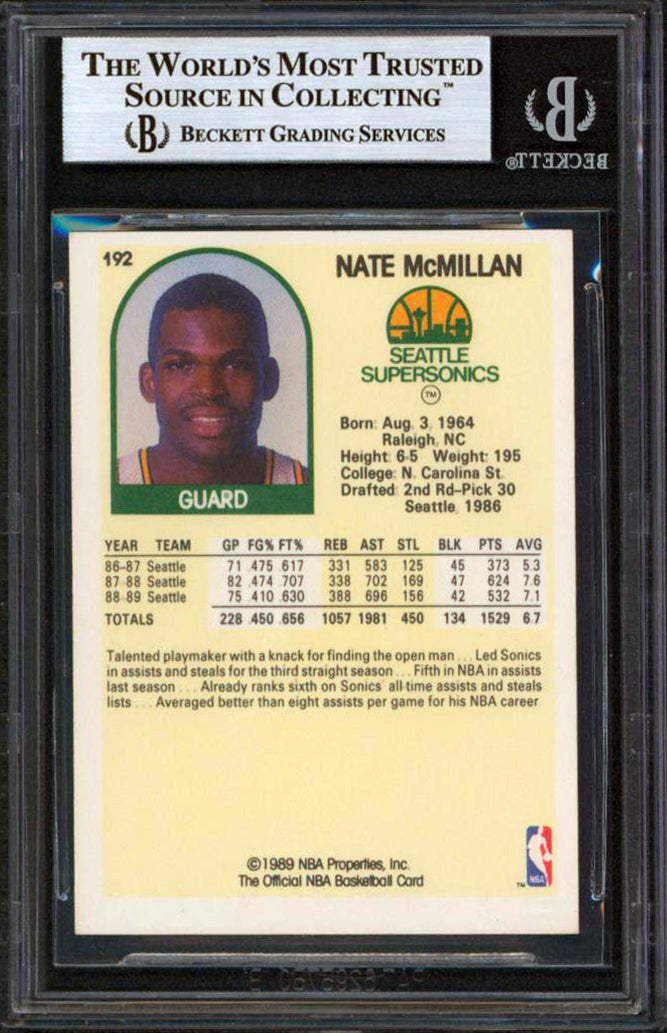 THE WORLD'S MOST TRUSTED
SOURCE IN COLLECTING™
B BECKETT GRADING SERVICES
B
BECKETT®
192
NATE McMILLAN
SEATTLE
SUPERSONICS
TM
Born: Aug. 3, 1964
Raleigh, NC
Height: 6-5 Weight: 195
College: N. Carolina St.
Drafted: 2nd Rd-Pick 30
Seattle, 1986
GUARD
YEAR TEAM GP FG% FT% REB AST STL BLK PTS AVG
86-87 Seattle 71 .475 .617 331 583 125 45 373 5.3
87-88 Seattle 82 .474 .707 338 702 169 47 624 7.6
88-89 Seattle 75 .410 .630 388 696 156 42 532 7.1
TOTALS 228 .450 .656 1057 1981 450 134 1529 6.7
Talented playmaker with a knack for finding the open man . . . Led Sonics
in assists and steals for the third straight season . . . Fifth in NBA in assists
last season . . . Already ranks sixth on Sonics' all-time assists and steals
lists . . . Averaged better than eight assists per game for his NBA career
©1989 NBA Properties, Inc.
The Official NBA Basketball Card
TM NBA